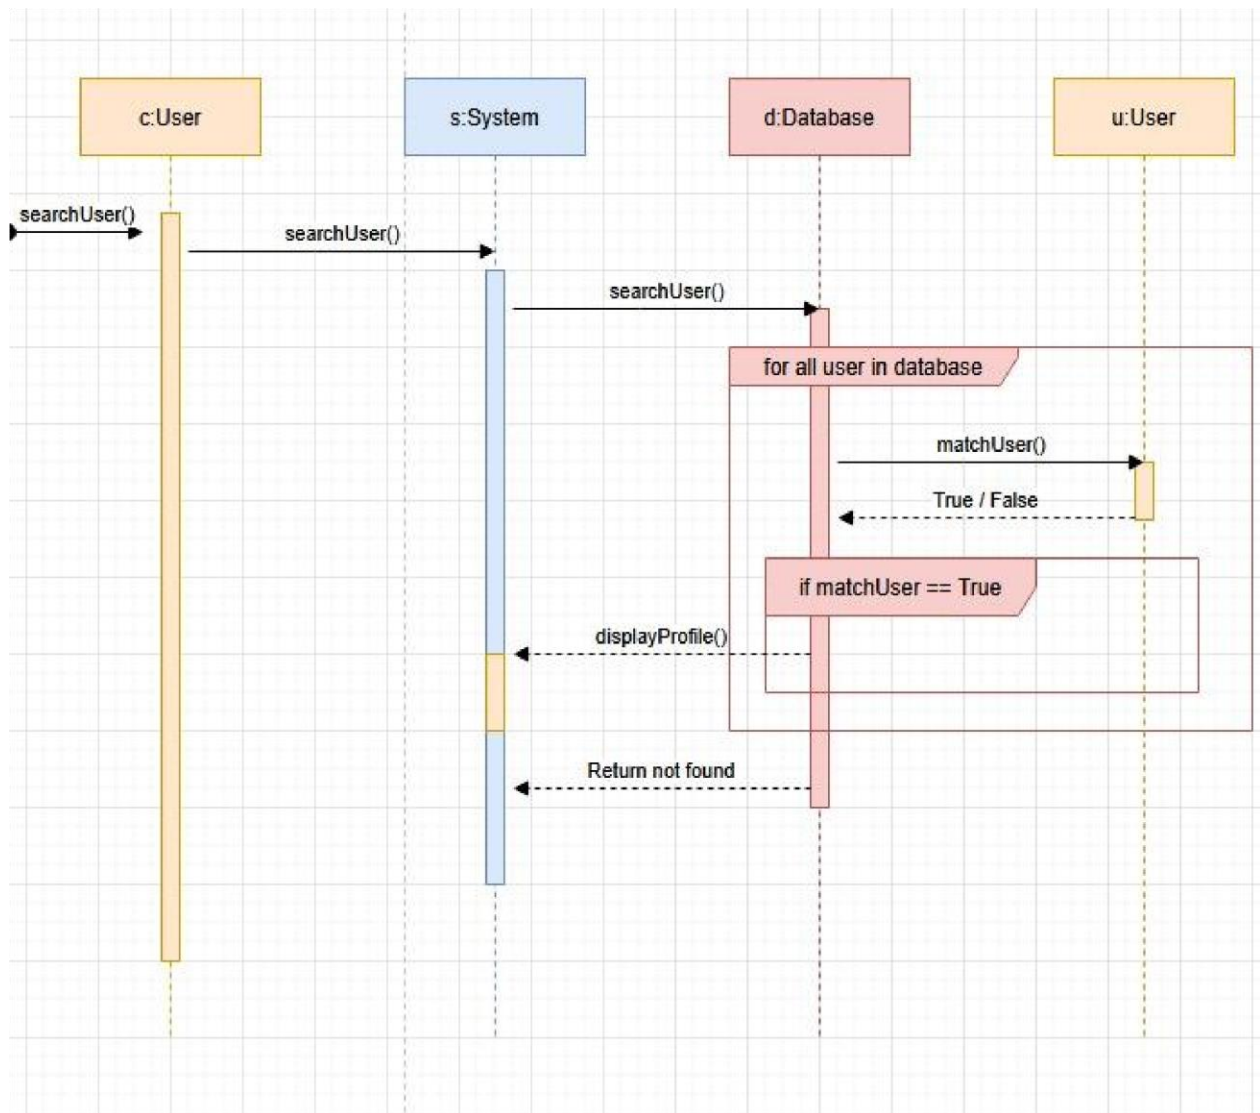 c:User
s:System
d:Database
u:User
searchUser()
searchUser()
searchUser()
for all user in database
matchUser()
True / False
if matchUser == True
displayProfile()
Return not found